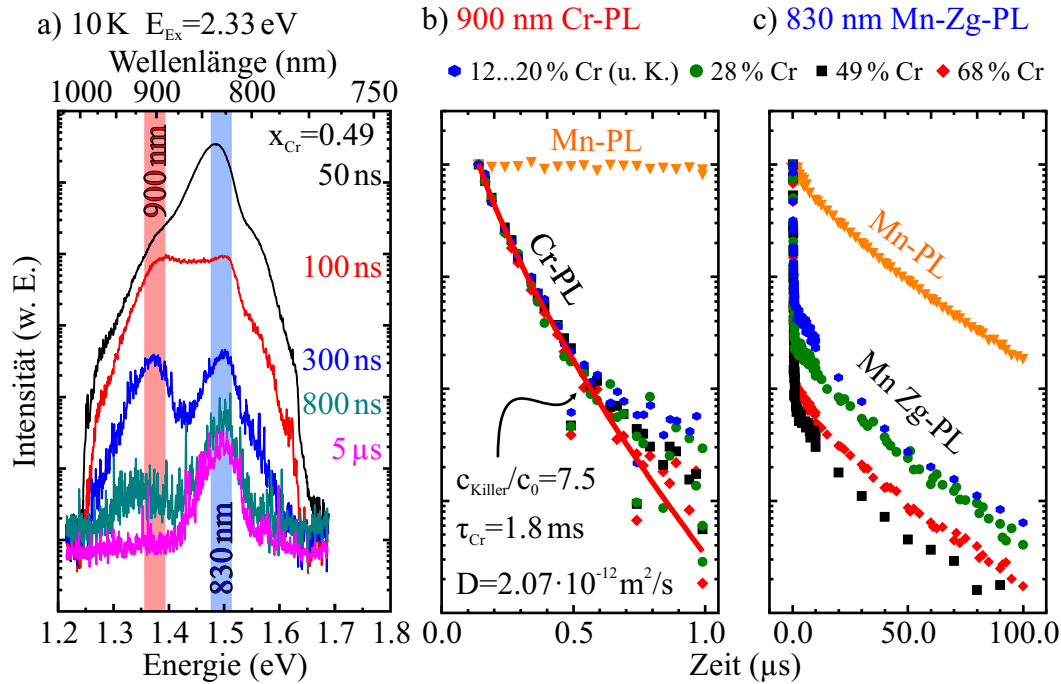 a) 10 K E_Ex=2.33 eV
b) 900 nm Cr-PL
c) 830 nm Mn-Zg-PL
12...20 % Cr (u. K.) 28 % Cr 49 % Cr 68 % Cr
Wellenlänge (nm)
1000 900 800 750
x_Cr=0.49
50 ns
100 ns
300 ns
800 ns
5 µs
900 nm
830 nm
Intensität (w. E.)
1.2 1.3 1.4 1.5 1.6 1.7 1.8
Energie (eV)
Mn-PL
Cr-PL
c_Killer/c_0=7.5
τ_Cr=1.8 ms
D=2.07·10^-12 m^2/s
0.0 0.5 1.0
Mn-PL
Mn Zg-PL
0.0 50.0 100.0
Zeit (µs)